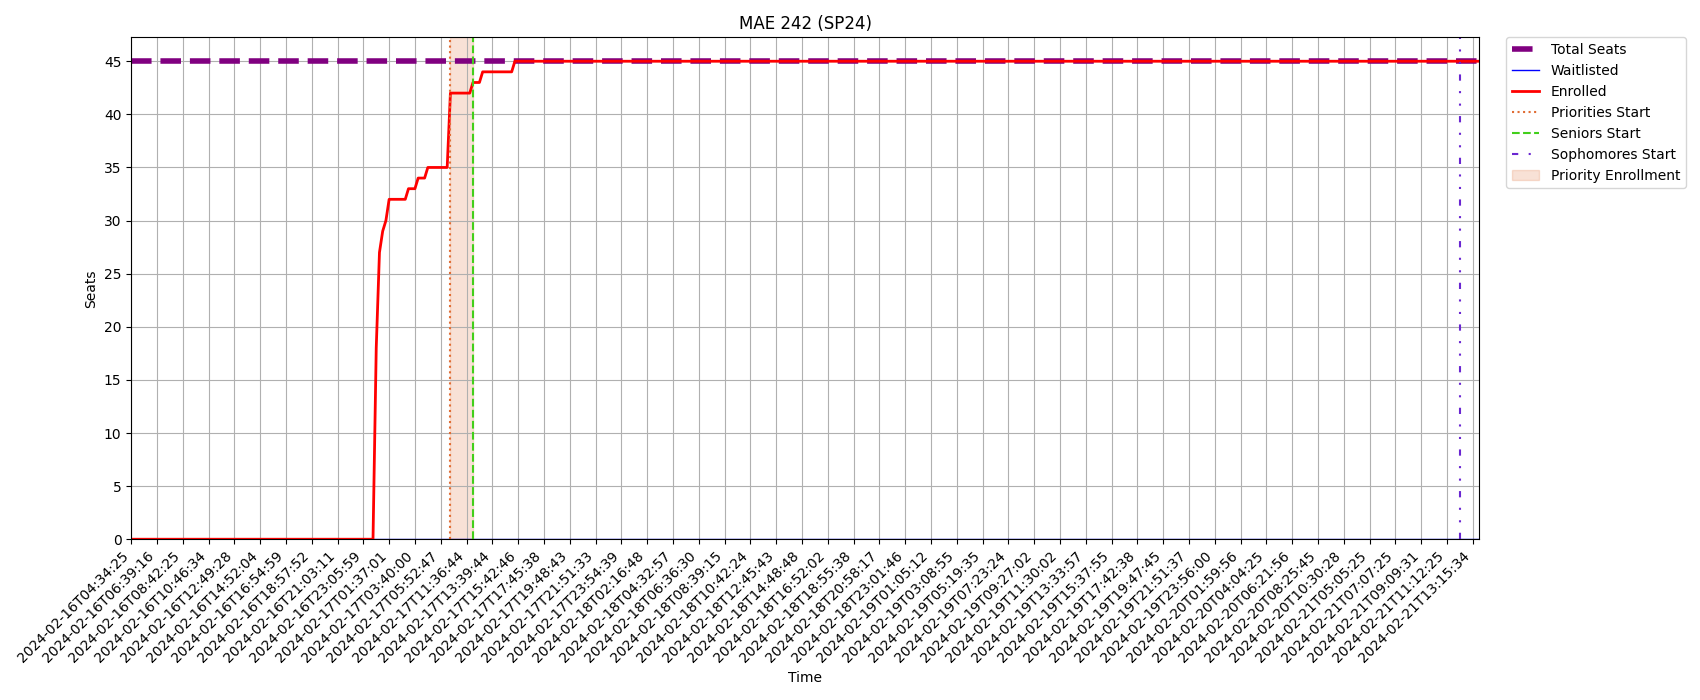 MAE 242 (SP24)
Total Seats
Waitlisted
Enrolled
Priorities Start
Seniors Start
Sophomores Start
Priority Enrollment
Seats
45
40
35
30
25
20
15
10
5
0
2024-02-16T04:34:25
2024-02-16T06:39:16
2024-02-16T08:42:25
2024-02-16T10:46:34
2024-02-16T12:49:28
2024-02-16T14:52:04
2024-02-16T16:54:59
2024-02-16T18:57:52
2024-02-16T21:03:11
2024-02-16T23:05:59
2024-02-17T01:37:01
2024-02-17T03:40:00
2024-02-17T05:52:47
2024-02-17T11:36:44
2024-02-17T13:39:44
2024-02-17T15:42:46
2024-02-17T17:45:38
2024-02-17T19:48:43
2024-02-17T21:51:33
2024-02-17T23:54:39
2024-02-18T02:16:48
2024-02-18T04:32:57
2024-02-18T06:36:30
2024-02-18T08:39:15
2024-02-18T10:42:24
2024-02-18T12:45:43
2024-02-18T14:48:48
2024-02-18T16:52:02
2024-02-18T18:55:38
2024-02-18T20:58:17
2024-02-18T23:01:46
2024-02-19T01:05:12
2024-02-19T03:08:55
2024-02-19T05:19:35
2024-02-19T07:23:24
2024-02-19T09:27:02
2024-02-19T11:30:02
2024-02-19T13:33:57
2024-02-19T15:37:55
2024-02-19T17:42:38
2024-02-19T19:47:45
2024-02-19T21:51:37
2024-02-19T23:56:00
2024-02-20T01:59:56
2024-02-20T04:04:25
2024-02-20T06:21:56
2024-02-20T08:25:45
2024-02-20T10:30:28
2024-02-21T05:05:25
2024-02-21T07:07:25
2024-02-21T09:09:31
2024-02-21T11:12:25
2024-02-21T13:15:34
Time